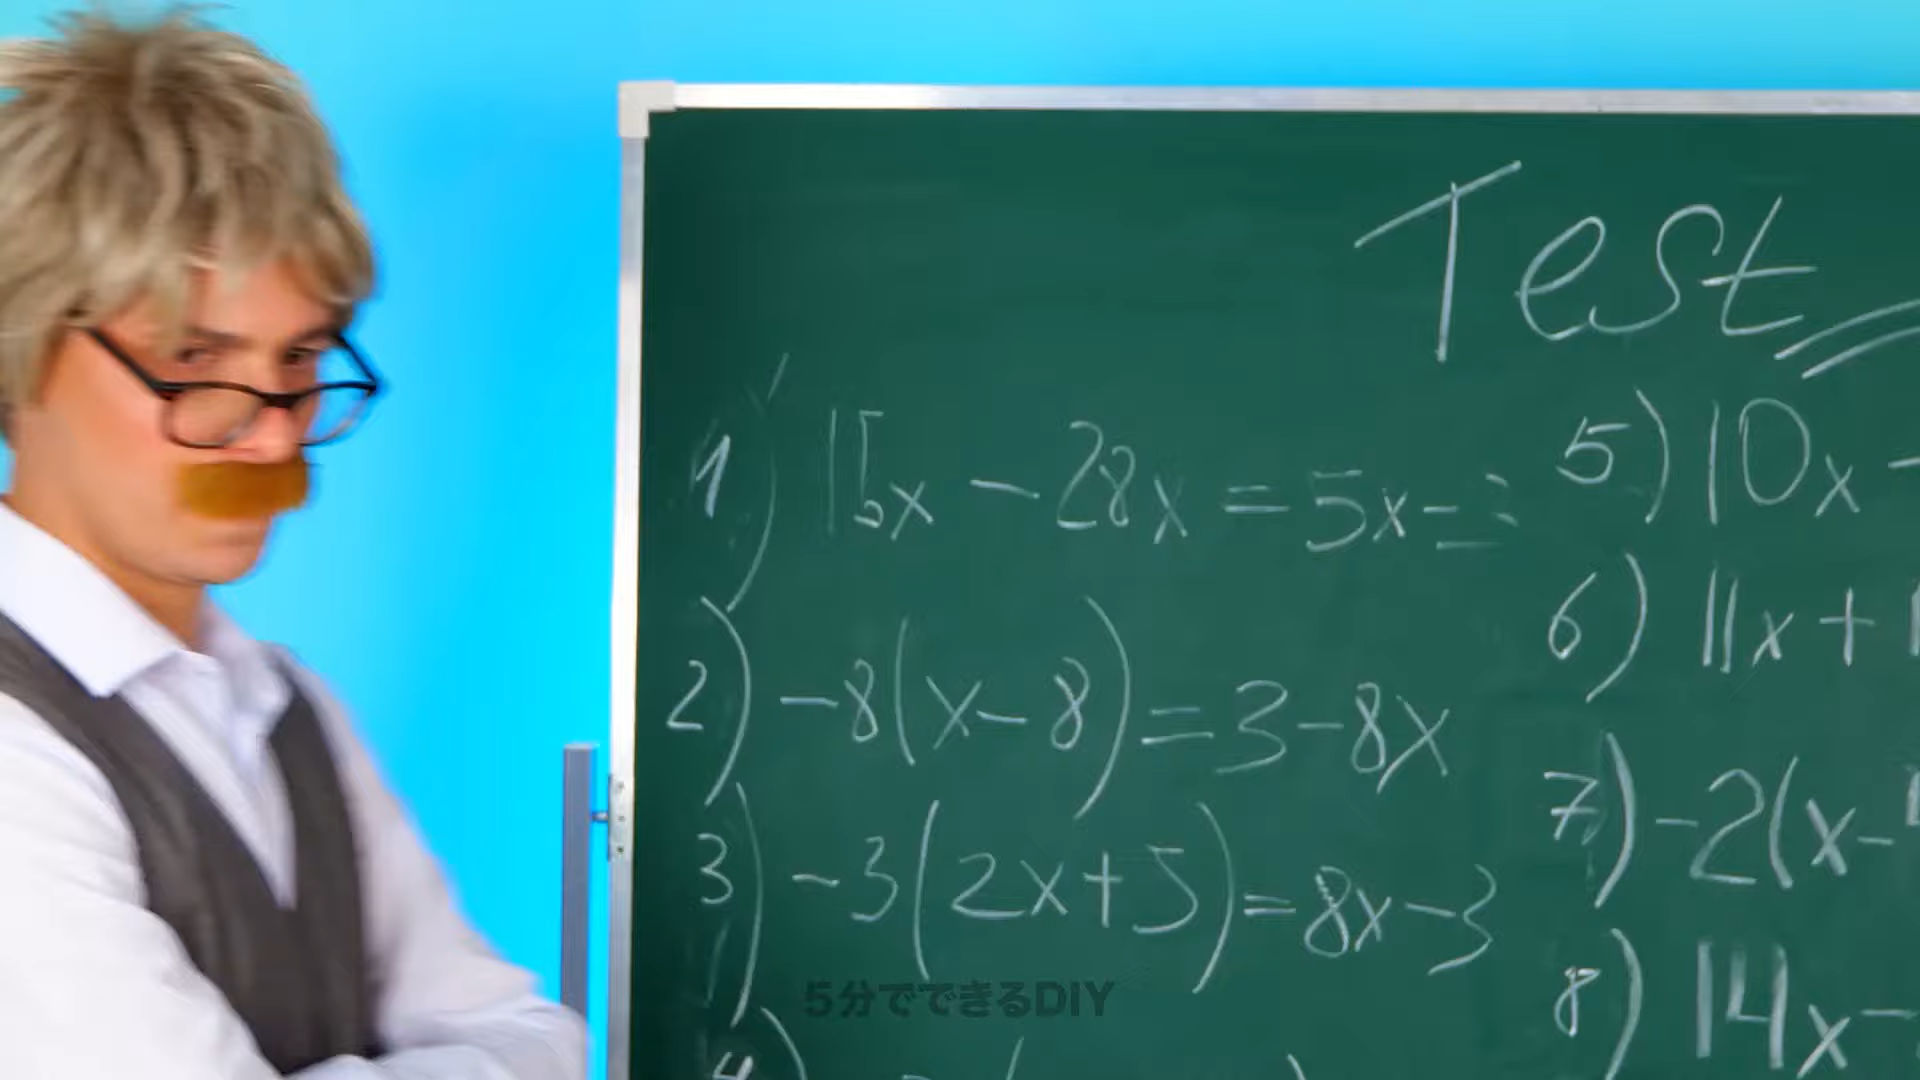 Test
1) 15x - 28x = 5x -
2) -8(x-8) = 3-8x
3) -3(2x+5) = 8x-3
4)
5) 10x -
6) 11x +
7) -2(x-
8) 14x -
5分でできるDIY